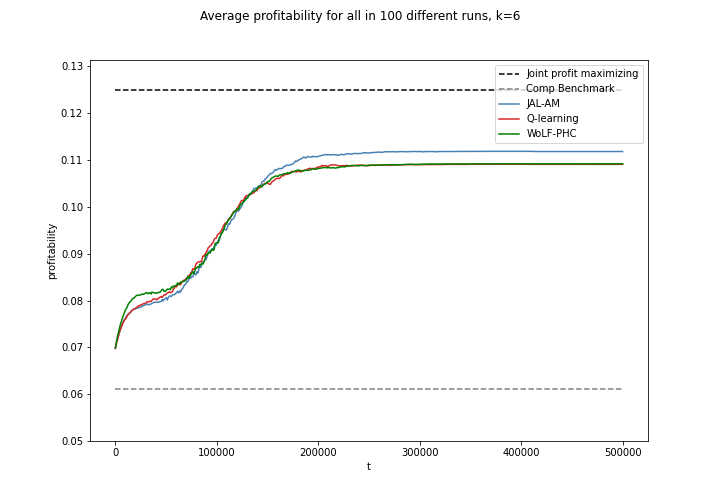 Average profitability for all in 100 different runs, k=6
Joint profit maximizing
Comp Benchmark
JAL-AM
Q-learning
WoLF-PHC
profitability
0.13
0.12
0.11
0.10
0.09
0.08
0.07
0.06
0.05
0
100000
200000
300000
400000
500000
t